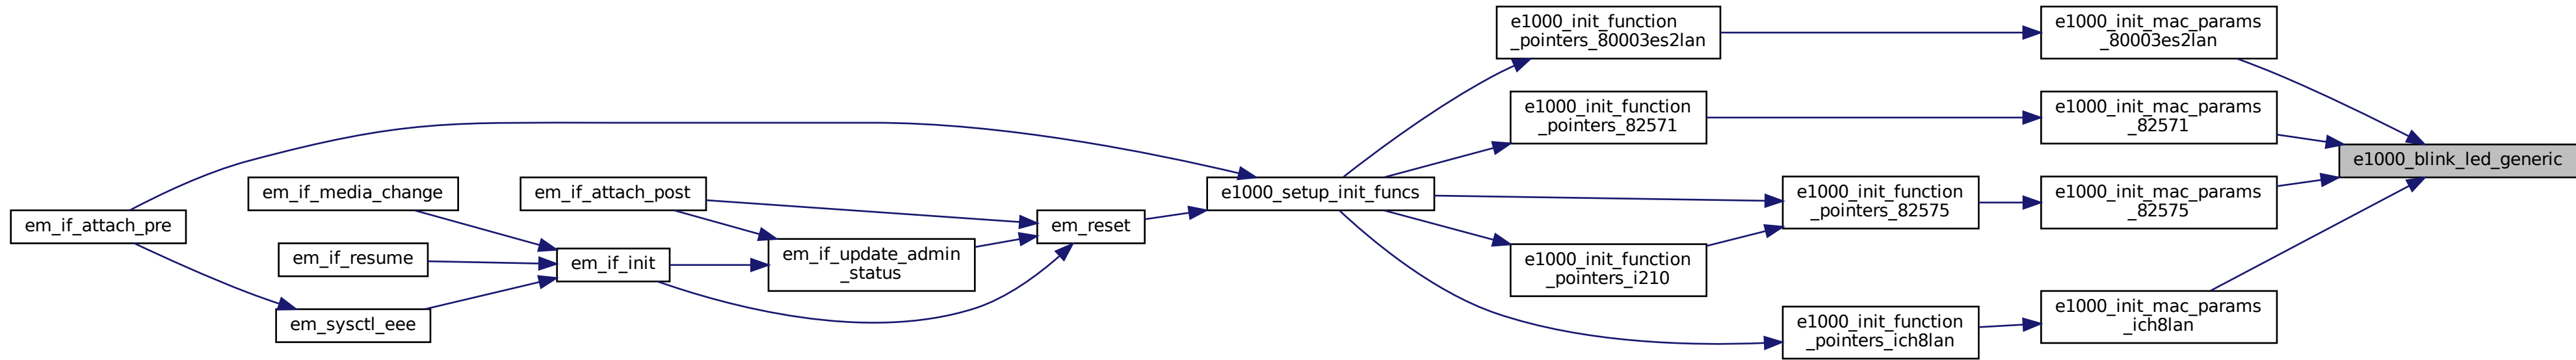 e1000_init_function
_pointers_80003es2lan
e1000_init_mac_params
_80003es2lan
e1000_init_function
_pointers_82571
e1000_init_mac_params
_82571
e1000_blink_led_generic
em_if_media_change
em_if_attach_post
e1000_setup_init_funcs
e1000_init_function
_pointers_82575
e1000_init_mac_params
_82575
em_if_attach_pre
em_reset
em_if_resume
em_if_init
em_if_update_admin
_status
e1000_init_function
_pointers_i210
em_sysctl_eee
e1000_init_function
_pointers_ich8lan
e1000_init_mac_params
_ich8lan